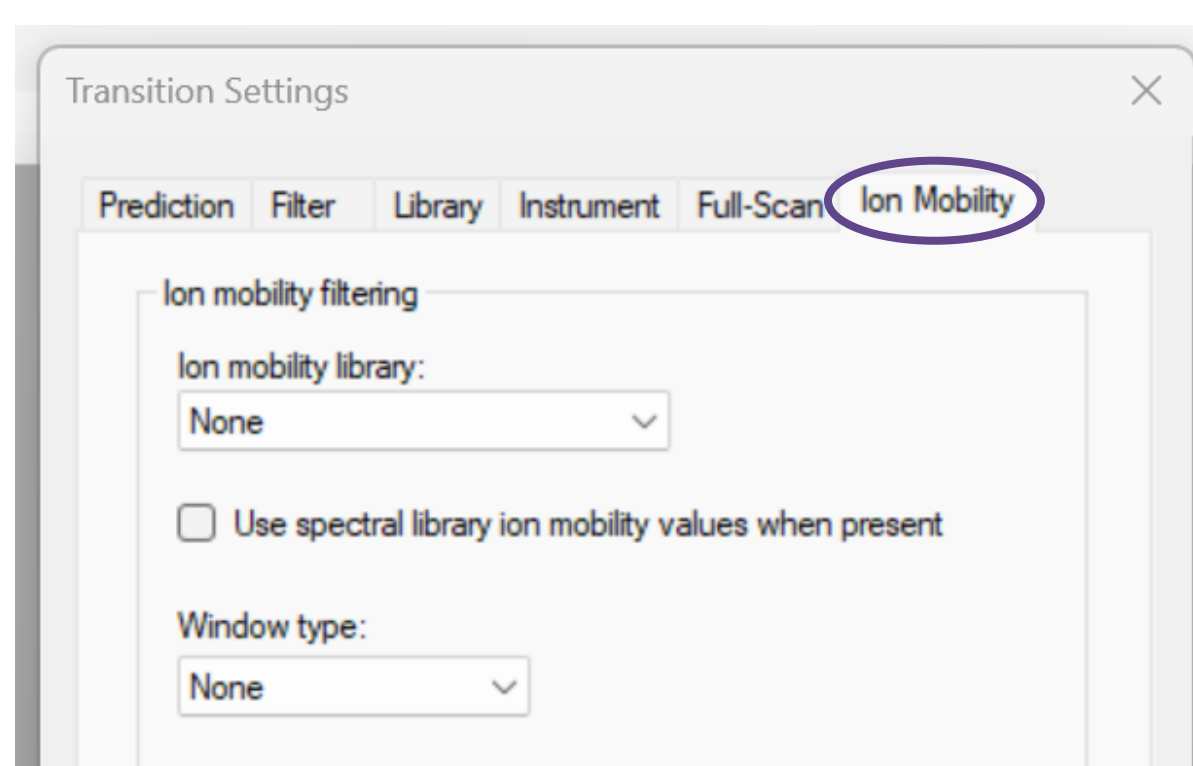 Transition Settings
Prediction Filter Library Instrument Full-Scan Ion Mobility
Ion mobility filtering
Ion mobility library:
None
Use spectral library ion mobility values when present
Window type:
None